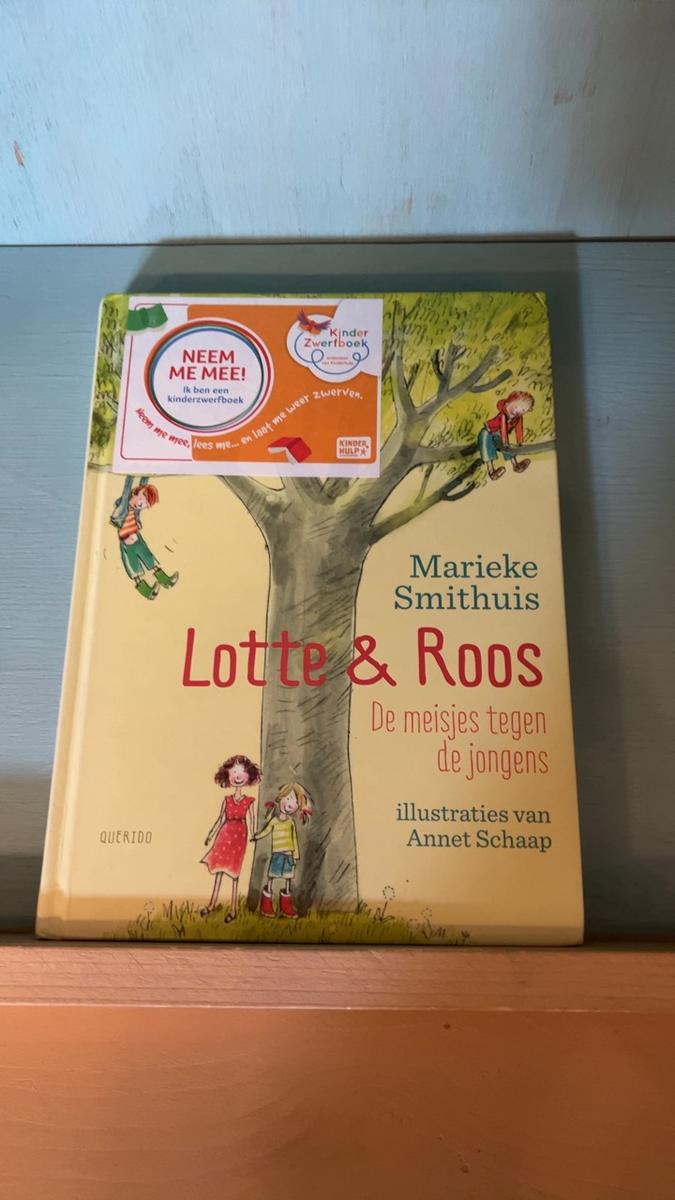 NEEM
ME MEE!
Ik ben een
kinderzwerfboek
Kinder
Zwerfboek
Neem me mee, lees me... en laat me weer zwerven.
KINDER
HULP
Marieke
Smithuis
Lotte & Roos
De meisjes tegen
de jongens
illustraties van
Annet Schaap
QUERIDO